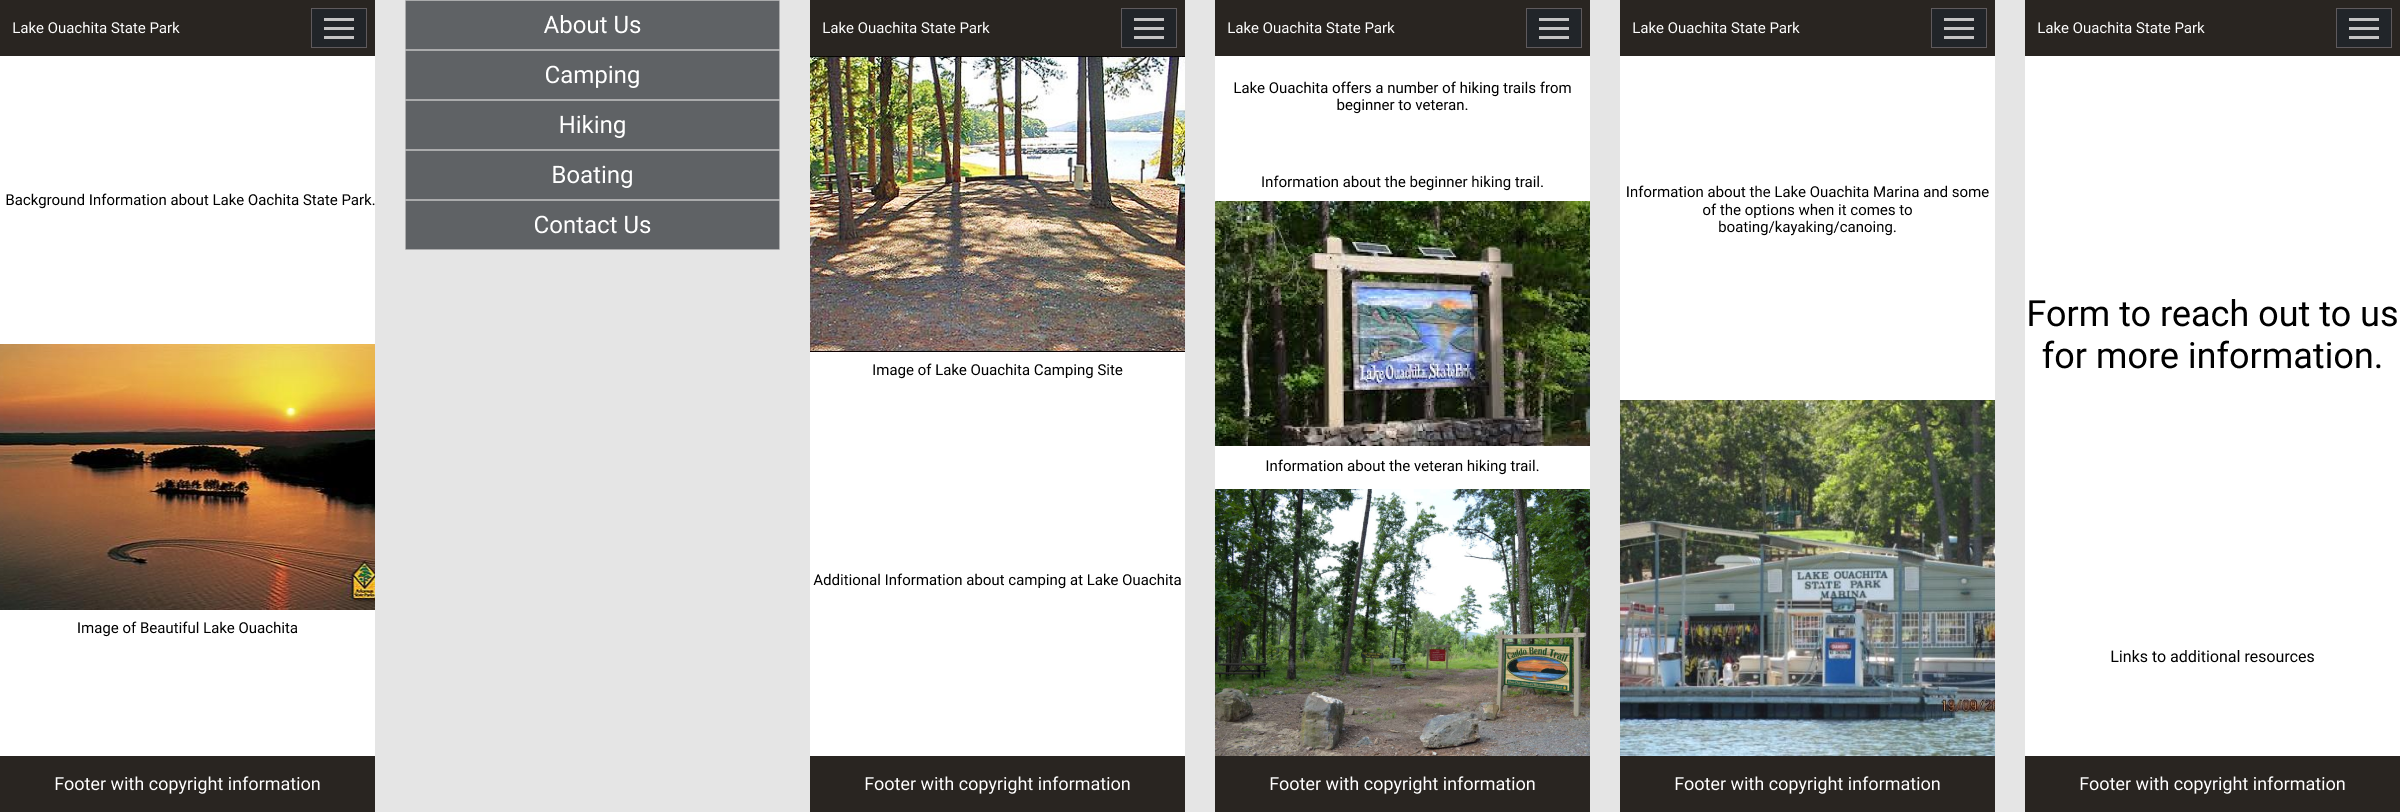 Lake Ouachita State Park
Background Information about Lake Oachita State Park.
Image of Beautiful Lake Ouachita
Footer with copyright information
About Us
Camping
Hiking
Boating
Contact Us
Lake Ouachita State Park
Image of Lake Ouachita Camping Site
Additional Information about camping at Lake Ouachita
Footer with copyright information
Lake Ouachita State Park
Lake Ouachita offers a number of hiking trails from
beginner to veteran.
Information about the beginner hiking trail.
Lake Ouachita State Park
Information about the veteran hiking trail.
Caddo Bend Trail
Footer with copyright information
Lake Ouachita State Park
Information about the Lake Ouachita Marina and some
of the options when it comes to
boating/kayaking/canoing.
LAKE OUACHITA
STATE PARK
MARINA
Footer with copyright information
Lake Ouachita State Park
Form to reach out to us
for more information.
Links to additional resources
Footer with copyright information